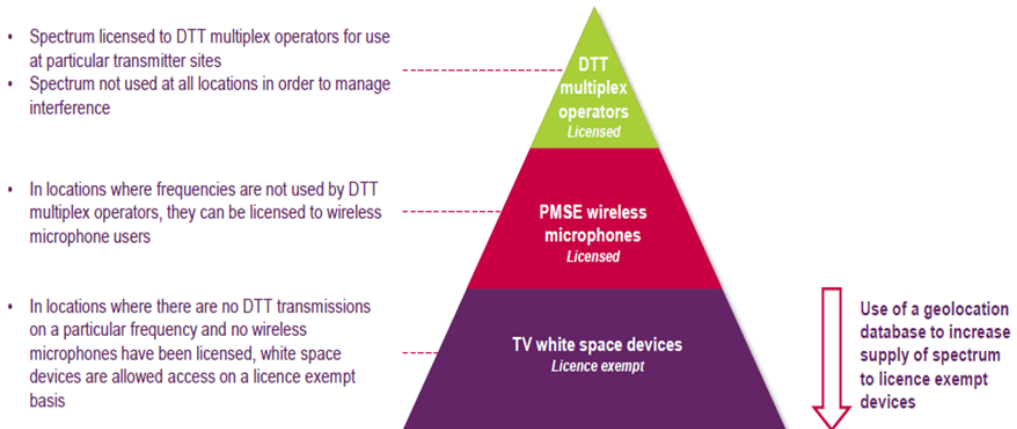 • Spectrum licensed to DTT multiplex operators for use
at particular transmitter sites
• Spectrum not used at all locations in order to manage
interference
DTT
multiplex
operators
Licensed
• In locations where frequencies are not used by DTT
multiplex operators, they can be licensed to wireless
microphone users
PMSE wireless
microphones
Licensed
• In locations where there are no DTT transmissions
on a particular frequency and no wireless
microphones have been licensed, white space
devices are allowed access on a licence exempt
basis
TV white space devices
Licence exempt
Use of a geolocation
database to increase
supply of spectrum
to licence exempt
devices